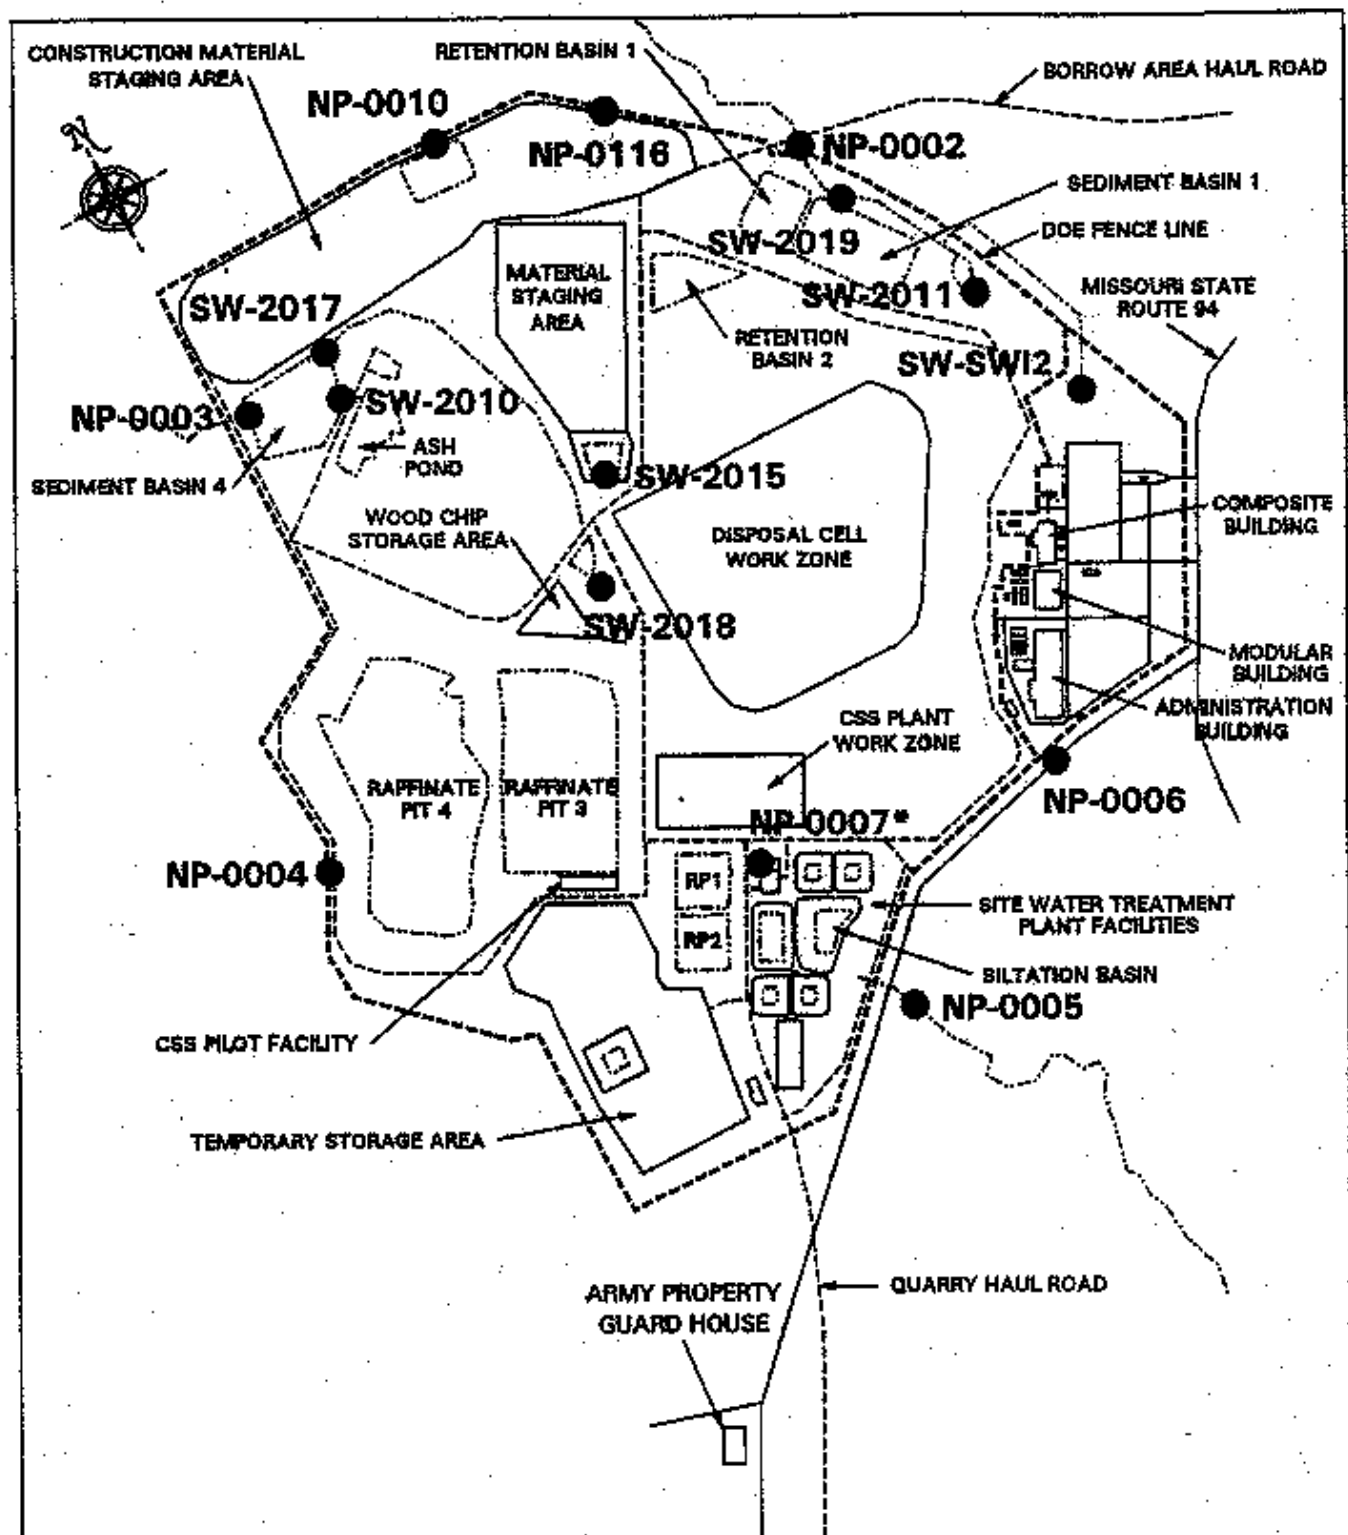 CONSTRUCTION MATERIAL
STAGING AREA
RETENTION BASIN 1
BORROW AREA HAUL ROAD
N
NP-0010
NP-0116
NP-0002
SEDIMENT BASIN 1
DOE FENCE LINE
SW-2019
MATERIAL
STAGING
AREA
SW-2011
MISSOURI STATE
ROUTE 94
SW-2017
RETENTION
BASIN 2
SW-SWI2
NP-0003
SW-2010
ASH
POND
SEDIMENT BASIN 4
SW-2015
WOOD CHIP
STORAGE AREA
DISPOSAL CELL
WORK ZONE
COMPOSITE
BUILDING
SW-2018
MODULAR
BUILDING
ADMINISTRATION
BUILDING
CSS PLANT
WORK ZONE
RAFFINATE
PIT 4
RAFFINATE
PIT 3
NP-0006
NP-0007*
NP-0004
RP1
RP2
SITE WATER TREATMENT
PLANT FACILITIES
SILTATION BASIN
NP-0005
CSS PILOT FACILITY
TEMPORARY STORAGE AREA
QUARRY HAUL ROAD
ARMY PROPERTY
GUARD HOUSE